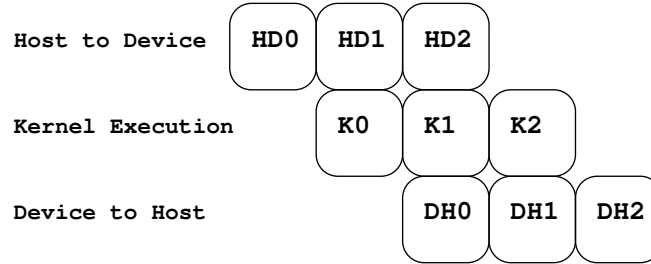 Host to Device HD0 HD1 HD2
Kernel Execution K0 K1 K2
Device to Host DH0 DH1 DH2